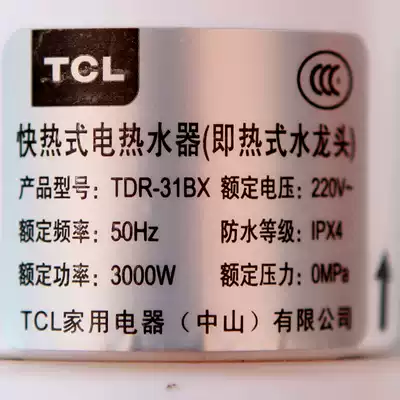 TCL
CCC
快热式电热水器(即热式水龙头)
产品型号: TDR-31BX 额定电压: 220V~
额定频率: 50Hz 防水等级: IPX4
额定功率: 3000W 额定压力: 0MPa
TCL家用电器（中山）有限公司